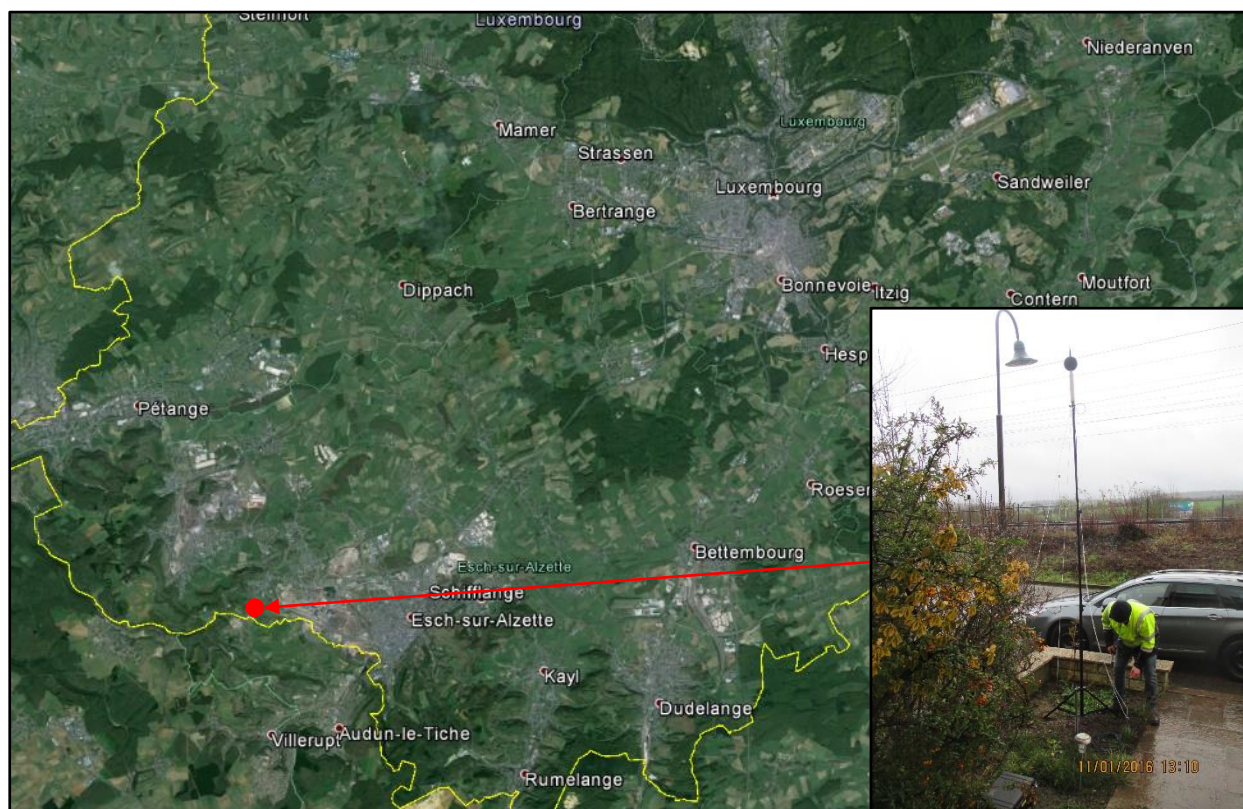 Steinfort
Luxembourg
Niederanven
Luxembourg
Mamer
Strassen
Sandweiler
Luxembourg
Bertrange
Bonnevoie
Itzig
Moutfort
Contern
Dippach
Hesp
Pétange
Roeser
Bettembourg
Esch-sur-Alzette
Schifflange
Esch-sur-Alzette
Kayl
Dudelange
Audun-le-Tiche
Villerupt
Rumelange
11/01/2016 13:10